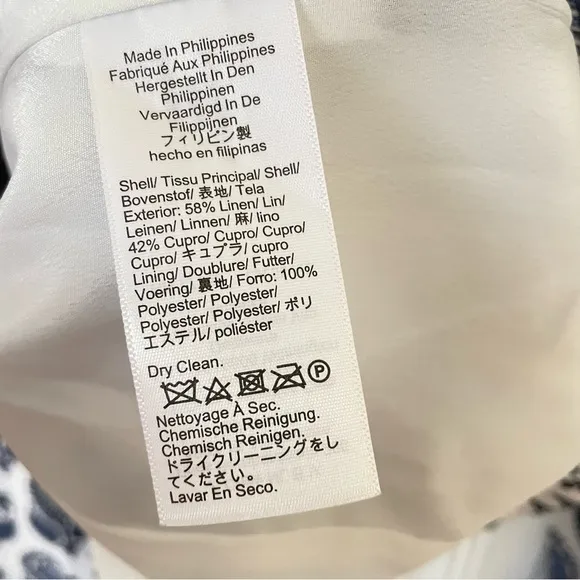 Made In Philippines
Fabriqué Aux Philippines
Hergestellt In Den
Philippinen
Vervaardigd In De
Filippijnen
フィリピン製
hecho en filipinas
Shell/ Tissu Principal/ Shell/
Bovenstof/ 表地/ Tela
Exterior: 58% Linen/ Lin/
Leinen/ Linnen/ 麻/ lino
42% Cupro/ Cupro/ Cupro/
Cupro/ キュプラ/ cupro
Lining/ Doublure/ Futter/
Voering/ 裏地/ Forro: 100%
Polyester/ Polyester/
Polyester/ Polyester/ ポリ
エステル/ poliéster
Dry Clean.
P
Nettoyage À Sec.
Chemische Reinigung.
Chemisch Reinigen.
ドライクリーニングをし
てください。
Lavar En Seco.